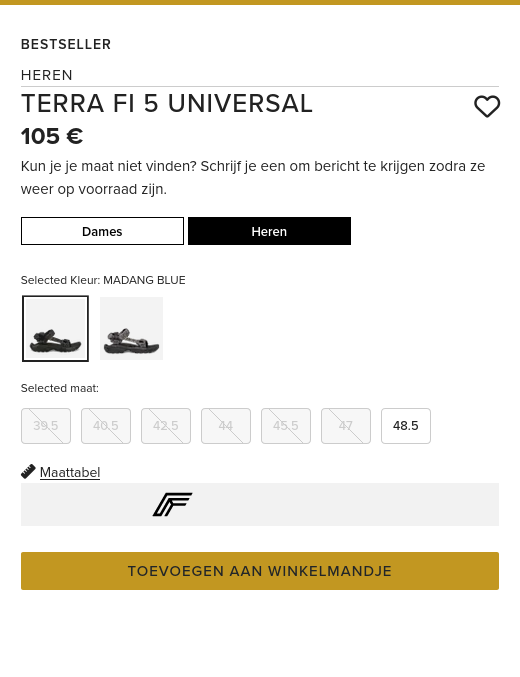 BESTSELLER
HEREN
TERRA FI 5 UNIVERSAL
105 €
Kun je je maat niet vinden? Schrijf je een om bericht te krijgen zodra ze
weer op voorraad zijn.
Dames Heren
Selected Kleur: MADANG BLUE
Selected maat:
39.5 40.5 42.5 44 45.5 47 48.5
Maattabel
TOEVOEGEN AAN WINKELMANDJE